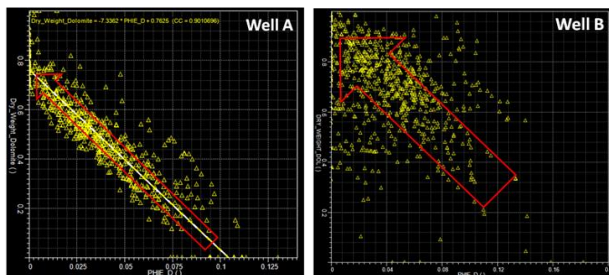 Dry_Weight_Dolomite = -7.3362 * PHIE_D + 0.7625 (CC = 0.9010696)
Well A
Dry_Weight_Dolomite ()
0.8
0.6
0.4
0.2
0
0.025
0.075
0.1
0.125
PHIE_D ()
Well B
DRY_WEIGHT_DOL ()
0.8
0.6
0.4
0.2
0
0.04
0.08
0.12
0.16
PHIE_D ()